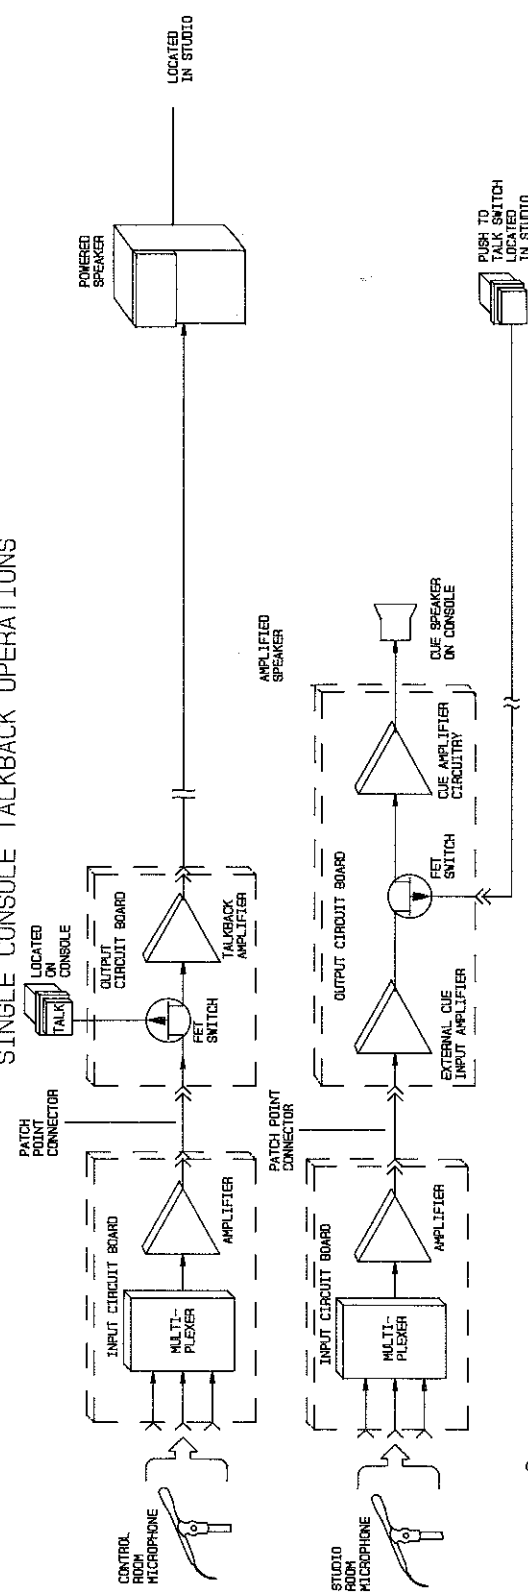 SINGLE CONSOLE TALKBACK OPERATIONS
CONTROL
ROOM
MICROPHONE
INPUT CIRCUIT BOARD
MULTI-
PLEXER
AMPLIFIER
PATCH
POINT
CONNECTOR
LOCATED
ON
CONSOLE
TALK
OUTPUT
CIRCUIT BOARD
FET
SWITCH
TALKBACK
AMPLIFIER
POWERED
SPEAKER
LOCATED
IN STUDIO
AMPLIFIED
SPEAKER
STUDIO
ROOM
MICROPHONE
INPUT CIRCUIT BOARD
MULTI-
PLEXER
AMPLIFIER
PATCH POINT
CONNECTOR
OUTPUT CIRCUIT BOARD
EXTERNAL CUE
INPUT AMPLIFIER
FET
SWITCH
CUE AMPLIFIER
CIRCUITRY
CUE SPEAKER
ON CONSOLE
PUSH TO
TALK SWITCH
LOCATED
IN STUDIO